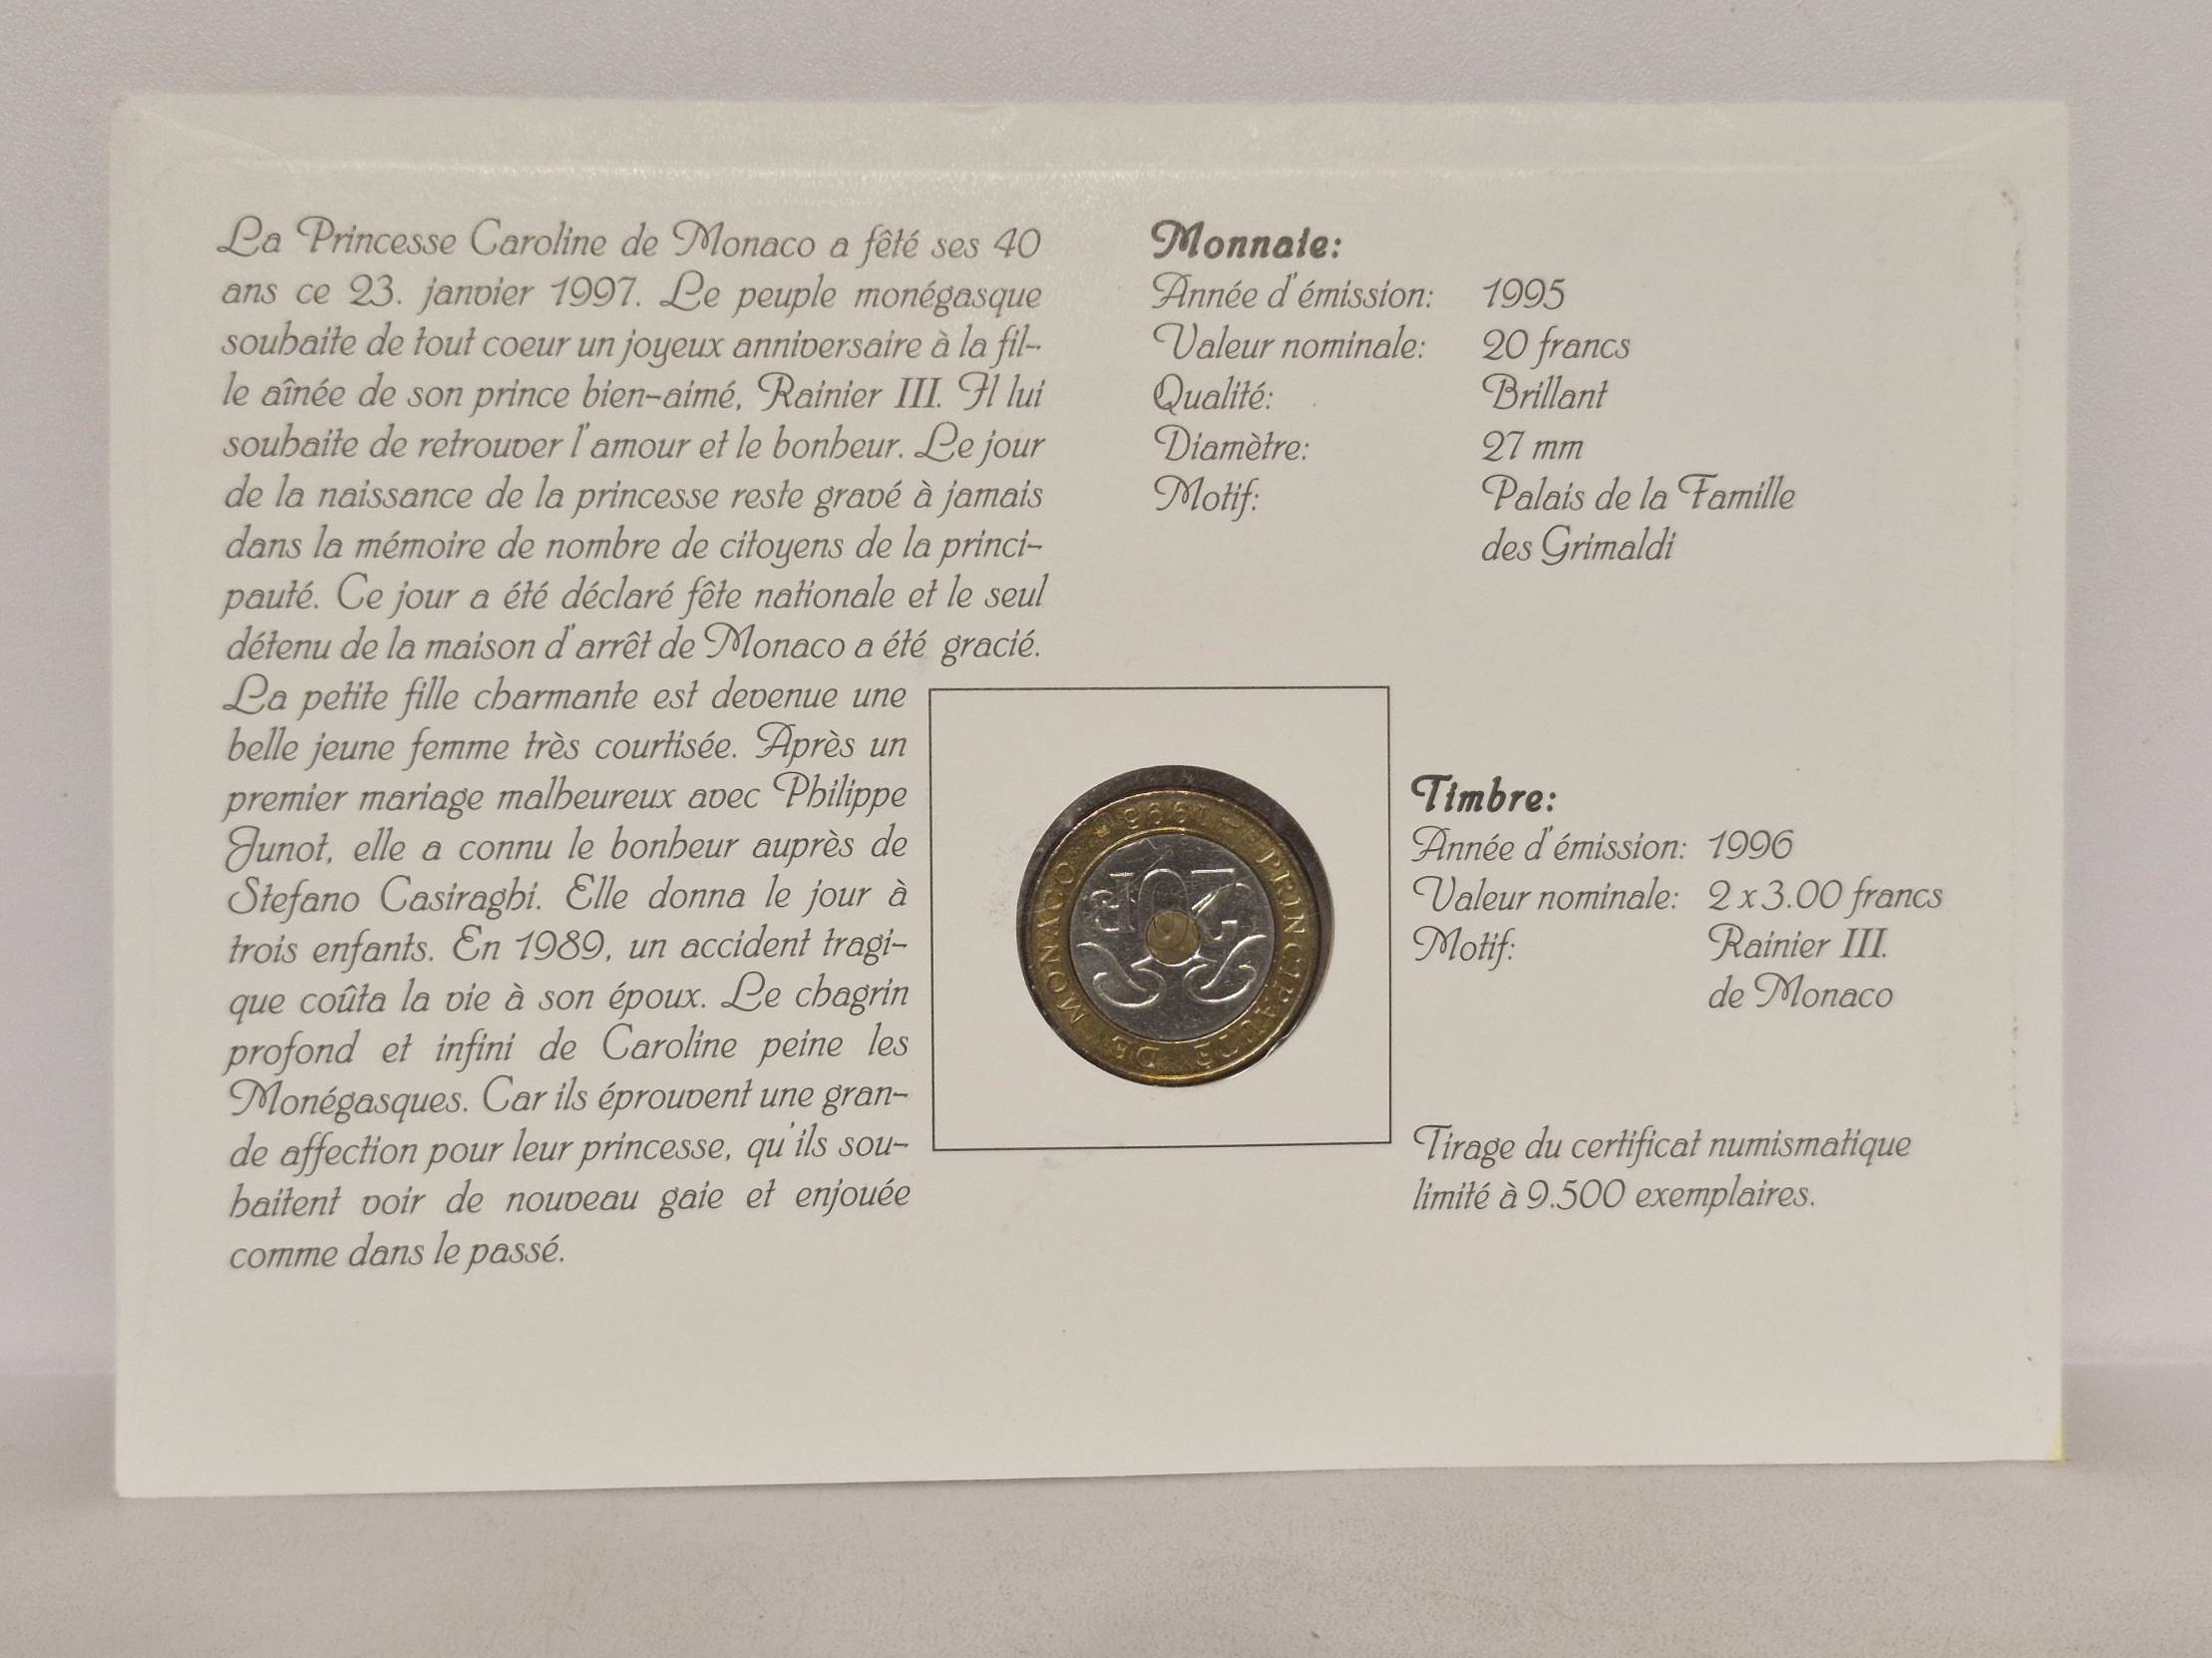 La Princesse Caroline de Monaco a fêté ses 40
ans ce 23. janvier 1997. Le peuple monégasque
souhaite de tout coeur un joyeux anniversaire à la fil-
le aînée de son prince bien-aimé, Rainier III. Il lui
souhaite de retrouver l'amour et le bonheur. Le jour
de la naissance de la princesse reste gravé à jamais
dans la mémoire de nombre de citoyens de la princi-
pauté. Ce jour a été déclaré fête nationale et le seul
détenu de la maison d'arrêt de Monaco a été gracié.
La petite fille charmante est devenue une
belle jeune femme très courtisée. Après un
premier mariage malheureux avec Philippe
Junot, elle a connu le bonheur auprès de
Stefano Casiraghi. Elle donna le jour à
trois enfants. En 1989, un accident tragi-
que coûta la vie à son époux. Le chagrin
profond et infini de Caroline peine les
Monégasques. Car ils éprouvent une gran-
de affection pour leur princesse, qu'ils sou-
haitent voir de nouveau gaie et enjouée
comme dans le passé.
Monnaie:
Année d'émission: 1995
Valeur nominale: 20 francs
Qualité: Brillant
Diamètre: 27 mm
Motif: Palais de la Famille
des Grimaldi
PRINCIPAUTE DE MONACO
1995
20
Timbre:
Année d'émission: 1996
Valeur nominale: 2 x 3.00 francs
Motif: Rainier III.
de Monaco
Tirage du certificat numismatique
limité à 9.500 exemplaires.